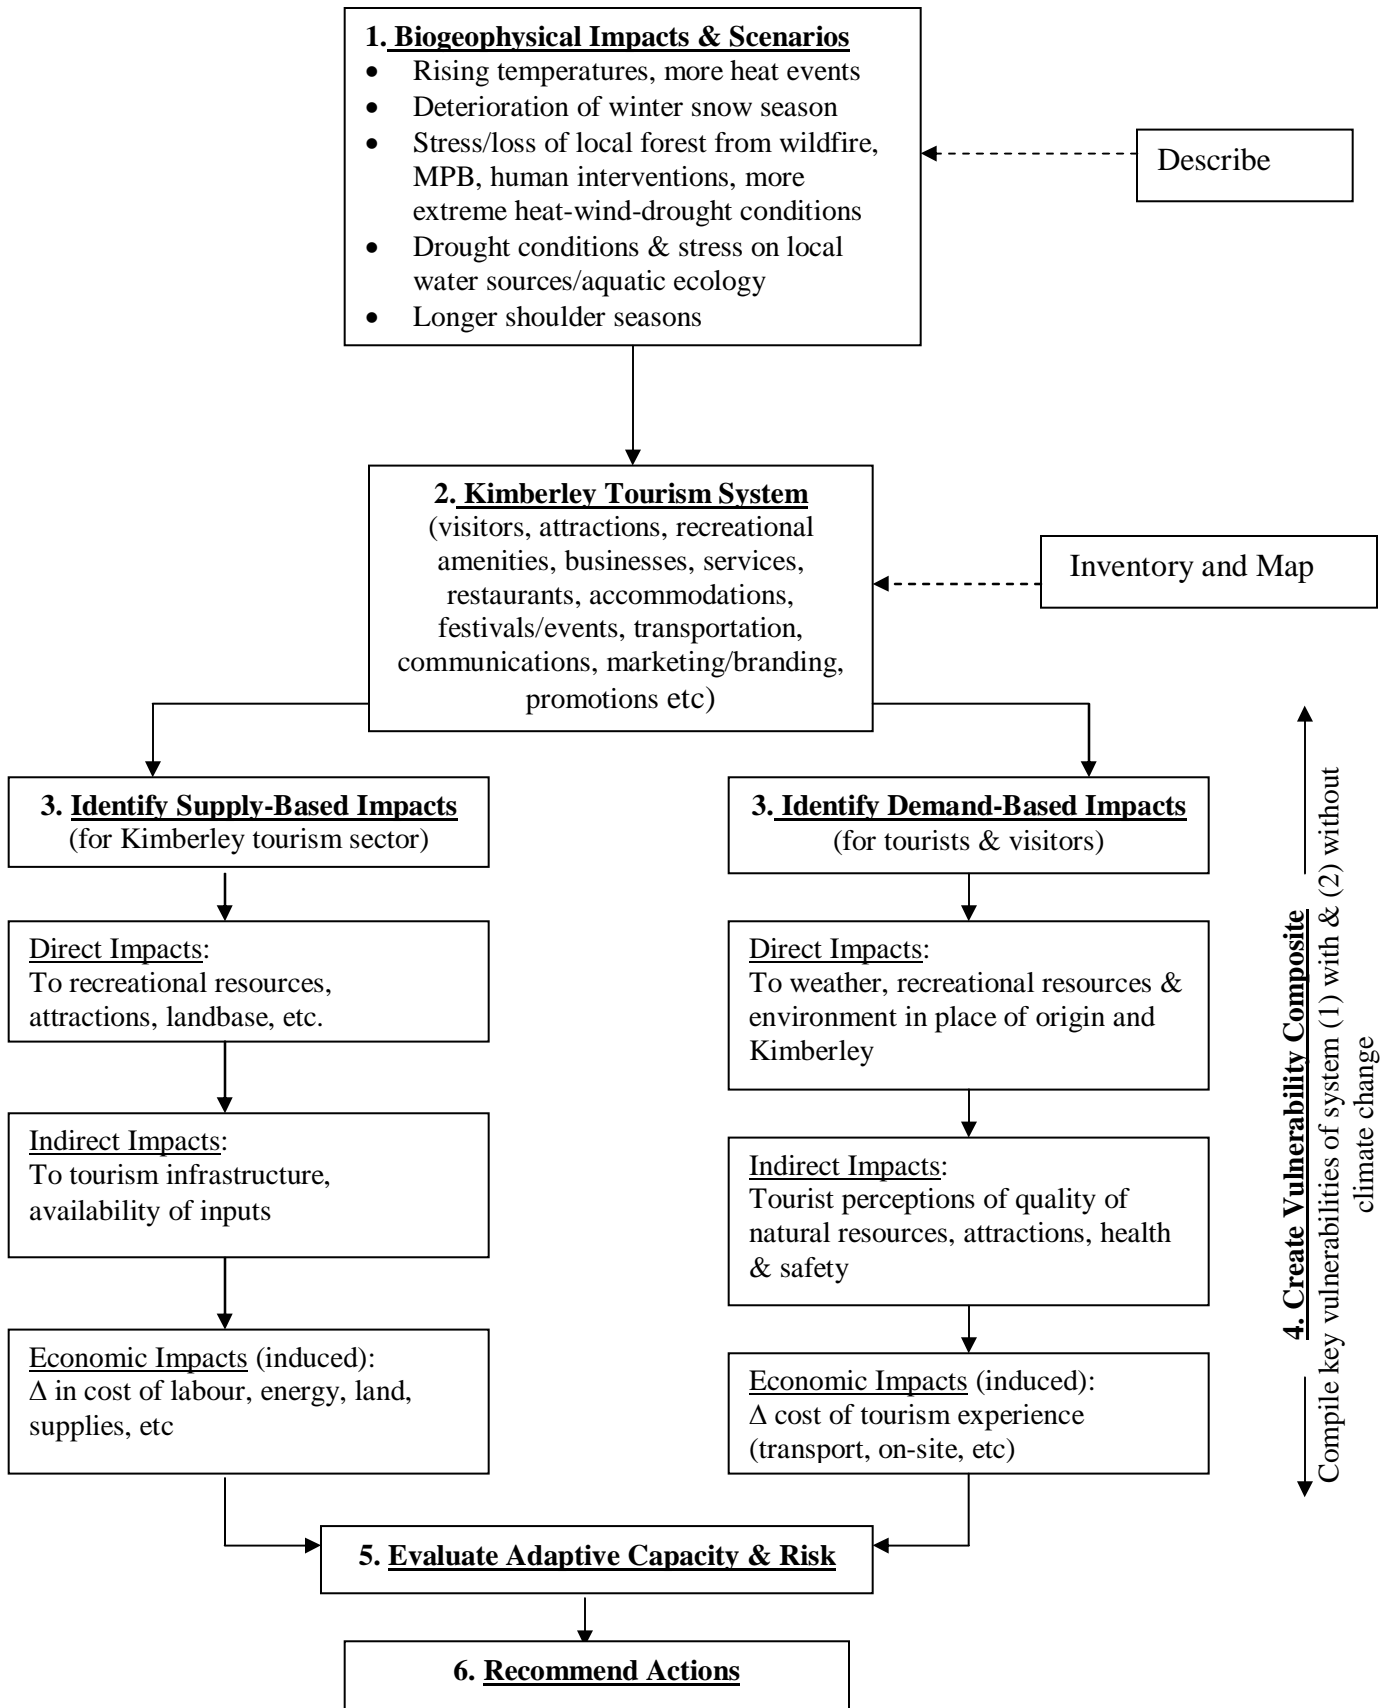 1. Biogeophysical Impacts & Scenarios
• Rising temperatures, more heat events
• Deterioration of winter snow season
• Stress/loss of local forest from wildfire,
MPB, human interventions, more
extreme heat-wind-drought conditions
• Drought conditions & stress on local
water sources/aquatic ecology
• Longer shoulder seasons
Describe
2. Kimberley Tourism System
(visitors, attractions, recreational
amenities, businesses, services,
restaurants, accommodations,
festivals/events, transportation,
communications, marketing/branding,
promotions etc)
Inventory and Map
3. Identify Supply-Based Impacts
(for Kimberley tourism sector)
Direct Impacts:
To recreational resources,
attractions, landbase, etc.
Indirect Impacts:
To tourism infrastructure,
availability of inputs
Economic Impacts (induced):
Δ in cost of labour, energy, land,
supplies, etc
3. Identify Demand-Based Impacts
(for tourists & visitors)
Direct Impacts:
To weather, recreational resources &
environment in place of origin and
Kimberley
Indirect Impacts:
Tourist perceptions of quality of
natural resources, attractions, health
& safety
Economic Impacts (induced):
Δ cost of tourism experience
(transport, on-site, etc)
4. Create Vulnerability Composite
Compile key vulnerabilities of system (1) with & (2) without
climate change
5. Evaluate Adaptive Capacity & Risk
6. Recommend Actions